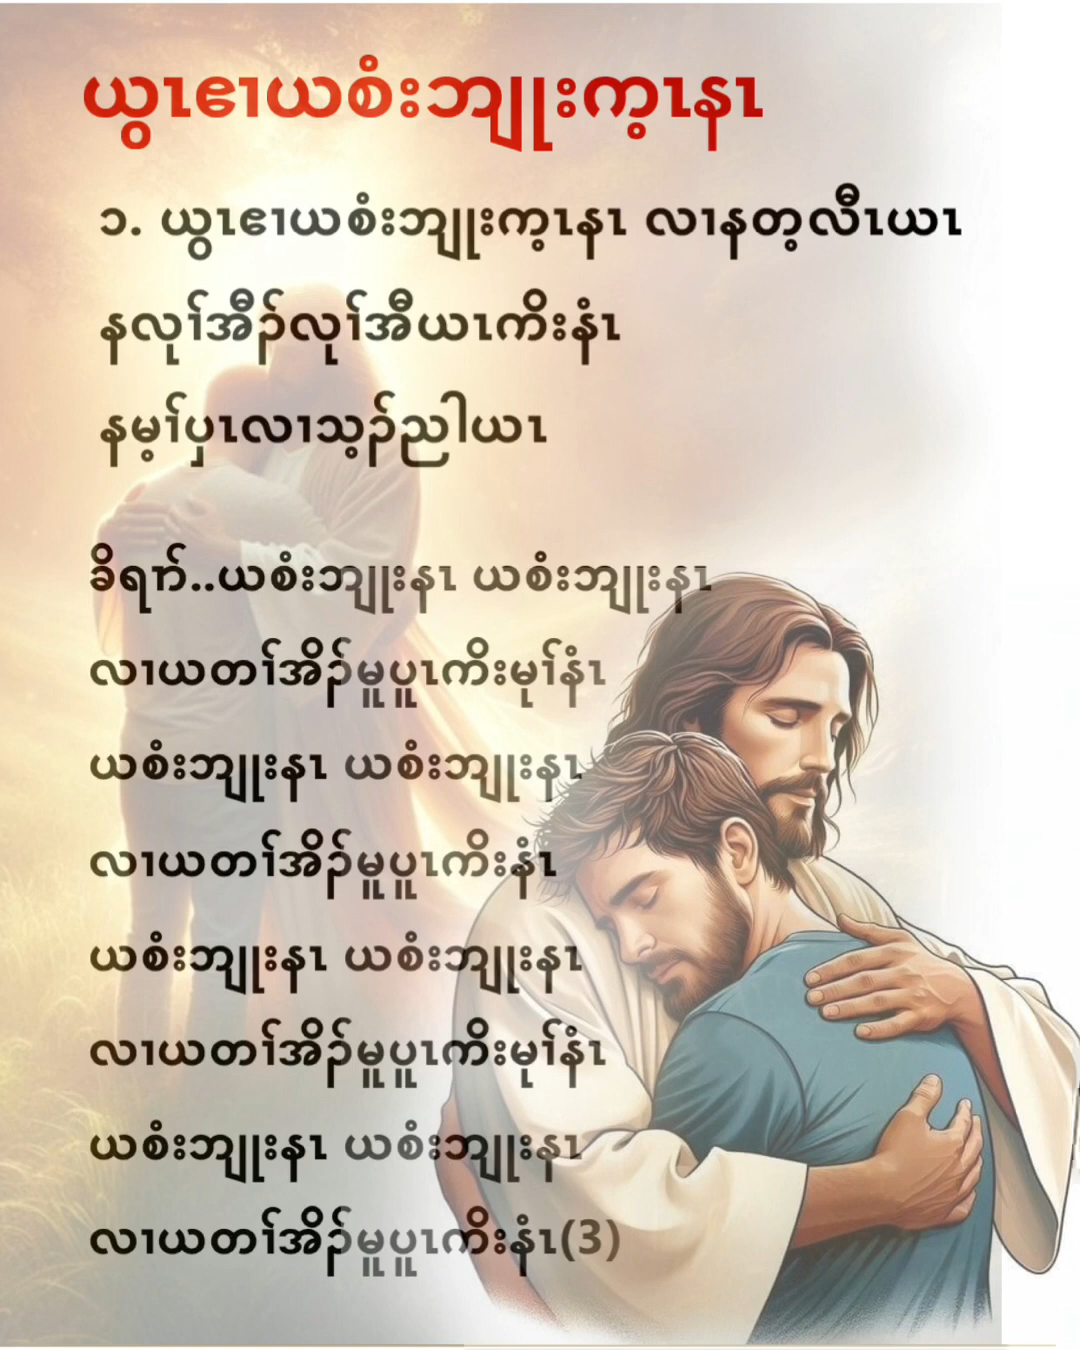 ယွၤဧၢယစံးဘျုးက့ၤနၤ
၁. ယွၤဧၢယစံးဘျုးက့ၤနၤ လၢနတ့လီၤယၤ
နလုၢ်အီၣ်လုၢ်အီယၤကိးနံၤ
နမ့ၢ်ပှၤလၢသ့ၣ်ညါယၤ
ခိရၢာ်..ယစံးဘျုးနၤ ယစံးဘျုးနၤ
လၢယတၢ်အိၣ်မူပူၤကိးမုၢ်နံၤ
ယစံးဘျုးနၤ ယစံးဘျုးနၤ
လၢယတၢ်အိၣ်မူပူၤကိးနံၤ
ယစံးဘျုးနၤ ယစံးဘျုးနၤ
လၢယတၢ်အိၣ်မူပူၤကိးမုၢ်နံၤ
ယစံးဘျုးနၤ ယစံးဘျုးနၤ
လၢယတၢ်အိၣ်မူပူၤကိးနံၤ(3)